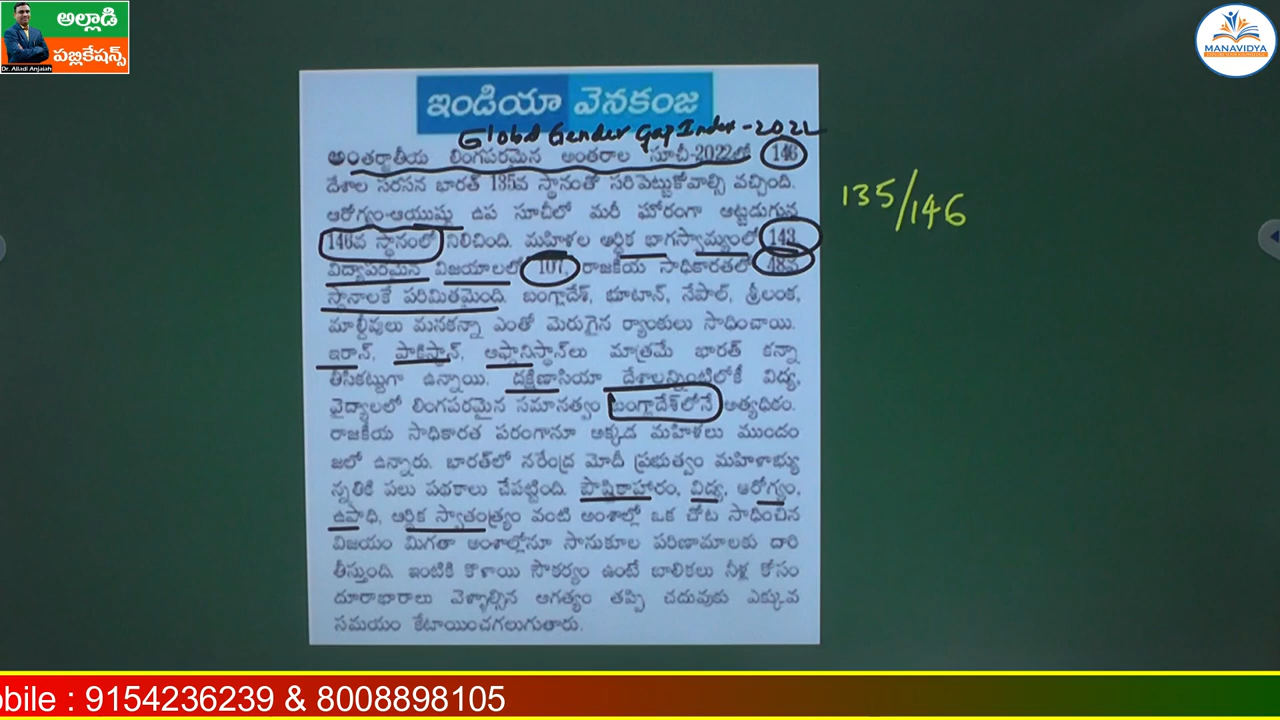 అల్లాడి
పబ్లికేషన్స్
Dr. Alladi Anjaiah
MANAVIDYA
ఇండియా వెనకంజ
Global Gender Gap Index - 2022
అంతర్జాతీయ లింగపరమైన అంతరాల సూచీ-2022లో 146
దేశాల సరసన భారత్ 135వ స్థానంతో సరిపెట్టుకోవాల్సి వచ్చింది.
135/146
ఆరోగ్యం-ఆయుష్షు ఉప సూచీలో మరీ ఘోరంగా అట్టడుగువ
146వ స్థానంలో నిలిచింది. మహిళల ఆర్థిక భాగస్వామ్యంలో 143,
విద్యాపరమైన విజయాలలో 107, రాజకీయ సాధికారతలో 48వ
స్థానాలకే పరిమితమైంది. బంగ్లాదేశ్, భూటాన్, నేపాల్, శ్రీలంక,
మాల్దీవులు మనకన్నా ఎంతో మెరుగైన ర్యాంకులు సాధించాయి.
ఇరాన్, పాకిస్థాన్, అఫ్గానిస్థాన్‌లు మాత్రమే భారత్ కన్నా
తీసికట్టుగా ఉన్నాయి. దక్షిణాసియా దేశాలన్నింటిలోకీ విద్య,
వైద్యాలలో లింగపరమైన సమానత్వం బంగ్లాదేశ్‌లోనే అత్యధికం.
రాజకీయ సాధికారత పరంగానూ అక్కడ మహిళలు ముందం
జలో ఉన్నారు. భారత్‌లో నరేంద్ర మోదీ ప్రభుత్వం మహిళాభ్యు
న్నతికి పలు పథకాలు చేపట్టింది. పౌష్టికాహారం, విద్య, ఆరోగ్యం,
ఉపాధి, ఆర్థిక స్వాతంత్ర్యం వంటి అంశాల్లో ఒక చోట సాధించిన
విజయం మిగతా అంశాల్లోనూ సానుకూల పరిణామాలకు దారి
తీస్తుంది. ఇంటికి కొళాయి సౌకర్యం ఉంటే బాలికలు నీళ్ల కోసం
దూరాభారాలు వెళ్ళాల్సిన అగత్యం తప్పి చదువుకు ఎక్కువ
సమయం కేటాయించగలుగుతారు.
obile : 9154236239 & 8008898105